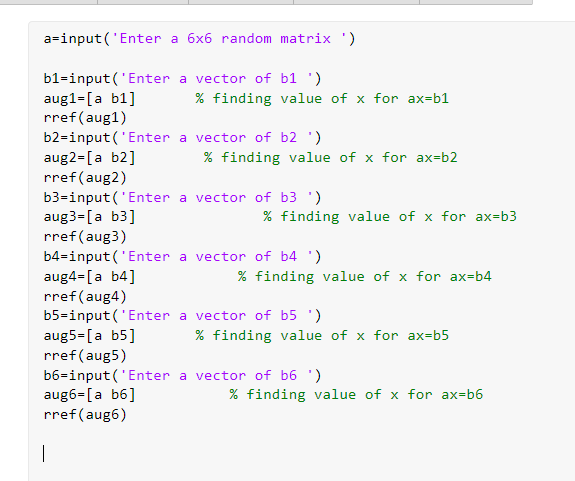 a=input('Enter a 6x6 random matrix ')
b1=input('Enter a vector of b1 ')
aug1=[a b1]       % finding value of x for ax=b1
rref(aug1)
b2=input('Enter a vector of b2 ')
aug2=[a b2]        % finding value of x for ax=b2
rref(aug2)
b3=input('Enter a vector of b3 ')
aug3=[a b3]               % finding value of x for ax=b3
rref(aug3)
b4=input('Enter a vector of b4 ')
aug4=[a b4]            % finding value of x for ax=b4
rref(aug4)
b5=input('Enter a vector of b5 ')
aug5=[a b5]       % finding value of x for ax=b5
rref(aug5)
b6=input('Enter a vector of b6 ')
aug6=[a b6]           % finding value of x for ax=b6
rref(aug6)